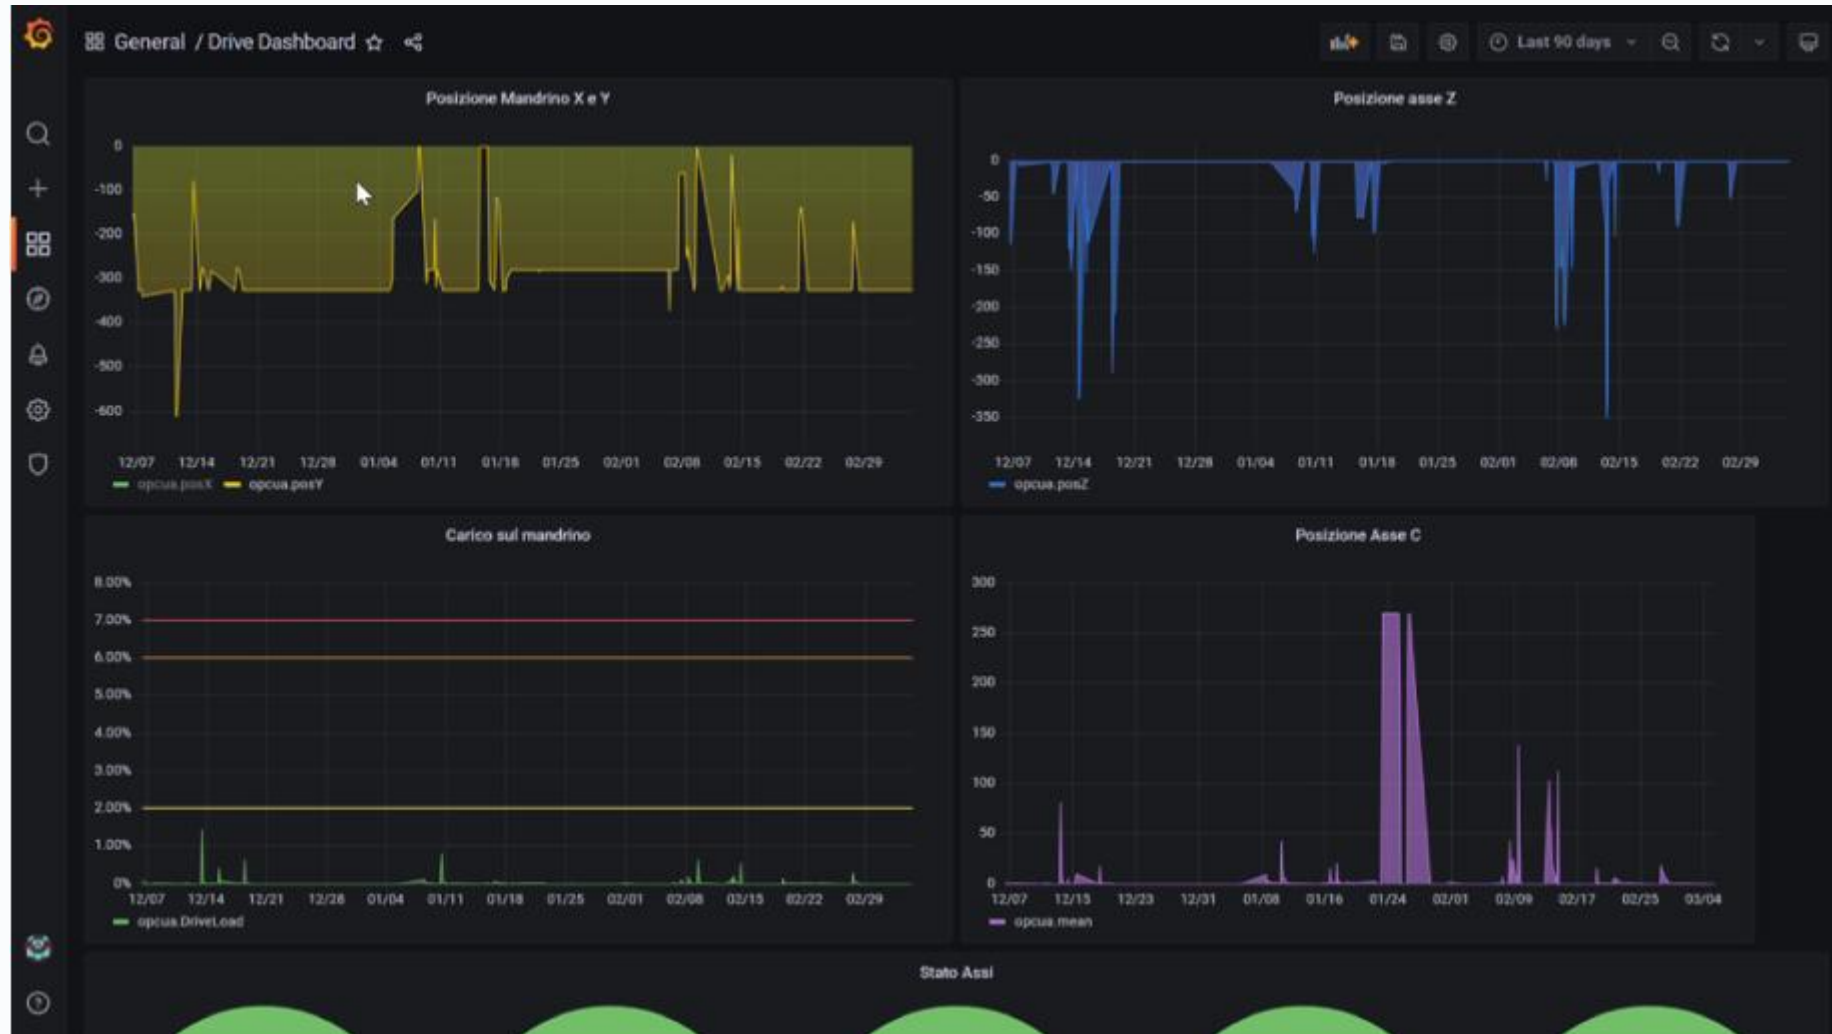 General / Drive Dashboard
Last 90 days
Posizione Mandrino X e Y
0
-100
-200
-300
-400
-500
-600
12/07 12/14 12/21 12/28 01/04 01/11 01/18 01/25 02/01 02/08 02/15 02/22 02/29
opcua.posX opcua.posY
Posizione asse Z
0
-50
-100
-150
-200
-250
-300
-350
12/07 12/14 12/21 12/28 01/04 01/11 01/18 01/25 02/01 02/08 02/15 02/22 02/29
opcua.posZ
Carico sul mandrino
8.00%
7.00%
6.00%
5.00%
4.00%
3.00%
2.00%
1.00%
0%
12/07 12/14 12/21 12/28 01/04 01/11 01/18 01/25 02/01 02/08 02/15 02/22 02/29
opcua.DriveLoad
Posizione Asse C
300
250
200
150
100
50
0
12/07 12/15 12/23 12/31 01/08 01/16 01/24 02/01 02/09 02/17 02/25 03/04
opcua.mean
Stato Assi